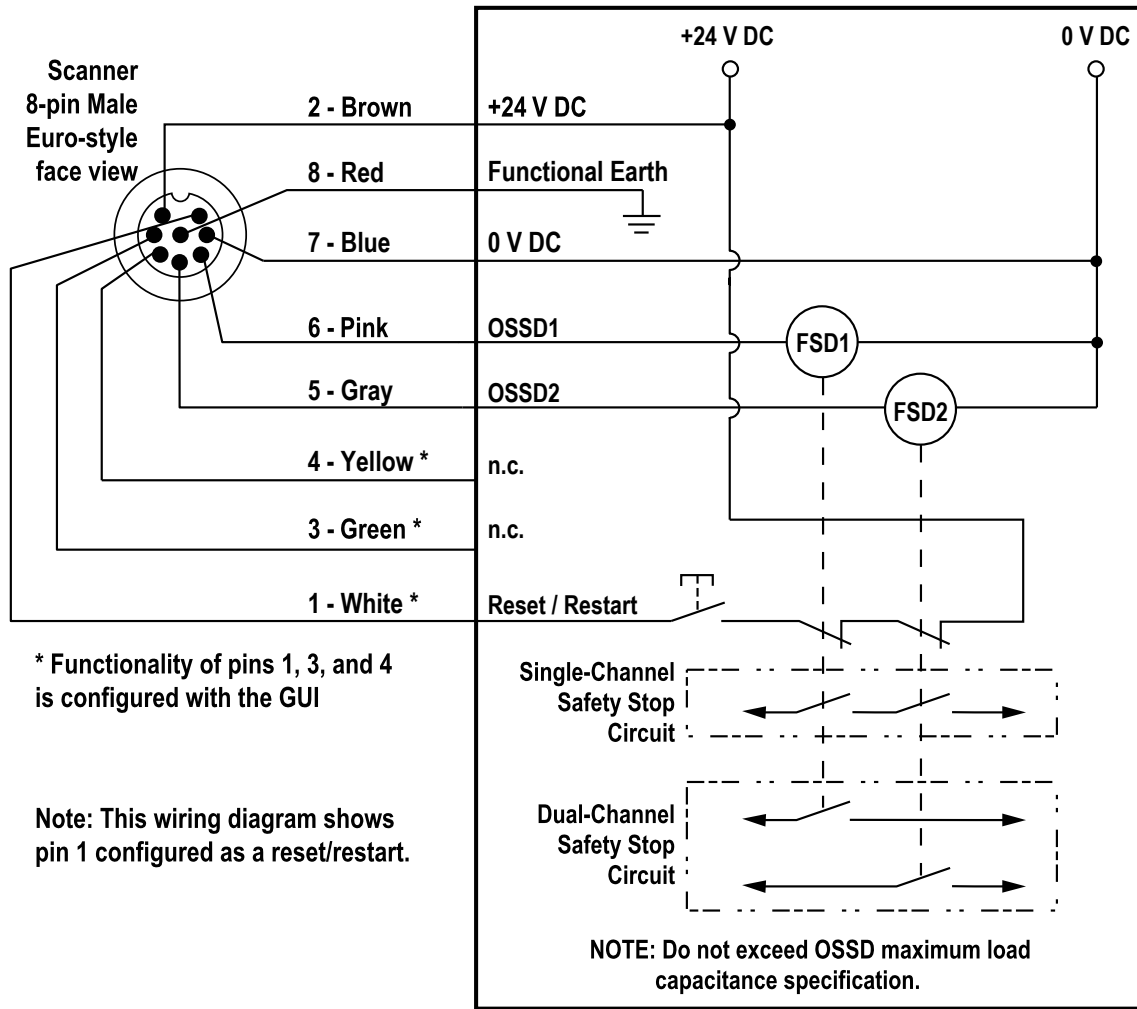 +24 V DC
0 V DC
Scanner
8-pin Male
Euro-style
face view
2 - Brown
+24 V DC
8 - Red
Functional Earth
7 - Blue
0 V DC
6 - Pink
OSSD1
FSD1
5 - Gray
OSSD2
FSD2
4 - Yellow *
n.c.
3 - Green *
n.c.
1 - White *
Reset / Restart
* Functionality of pins 1, 3, and 4
is configured with the GUI
Single-Channel
Safety Stop
Circuit
Note: This wiring diagram shows
pin 1 configured as a reset/restart.
Dual-Channel
Safety Stop
Circuit
NOTE: Do not exceed OSSD maximum load
capacitance specification.